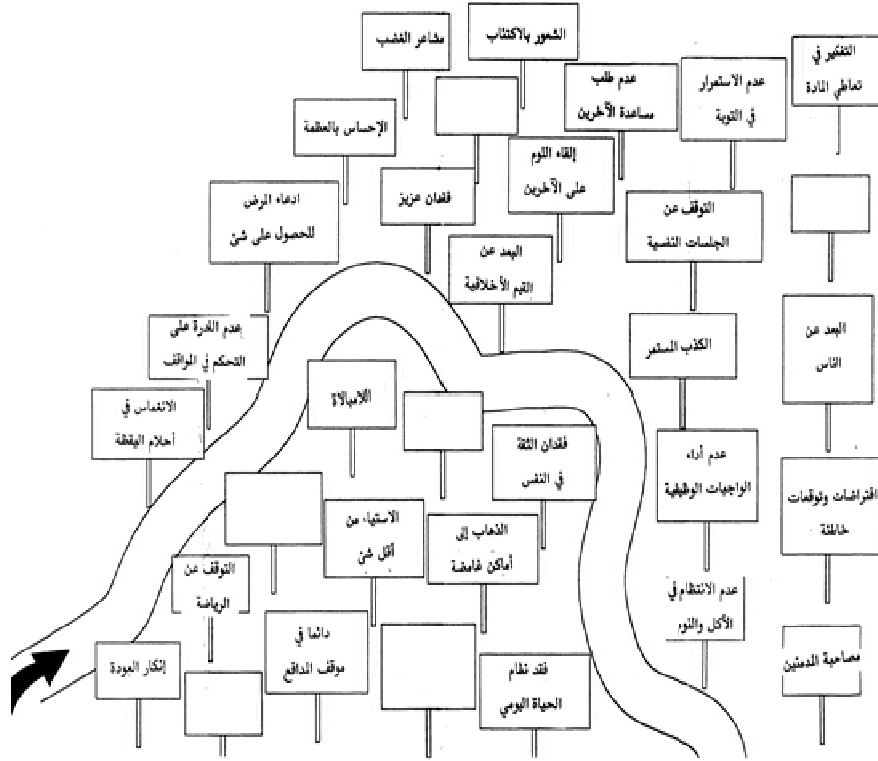 مشاعر الغضب
الشعور بالاكتئاب
التفكير في
تعاطي المادة
عدم الاستمرار
في التوبة
عدم طلب
مساعدة الآخرين
الإحساس بالعظمة
إلقاء اللوم
على الآخرين
فقدان عزيز
ادعاء المرض
للحصول على شئ
التوقف عن
الجلسات النفسية
البعد عن
القيم الأخلاقية
البعد عن
الناس
الكذب المستمر
عدم القدرة على
التحكم في المواقف
اللامبالاة
الانغماس في
أحلام اليقظة
فقدان الثقة
في النفس
عدم أداء
الواجبات الوظيفية
افتراضات وتوقعات
خاطئة
الاستياء من
أقل شئ
الذهاب إلى
أماكن غامضة
التوقف عن
الرياضة
عدم الانتظام في
الأكل والنوم
دائما في
موقف المدافع
إنكار العودة
فقد نظام
الحياة اليومي
مصاحبة المدمنين